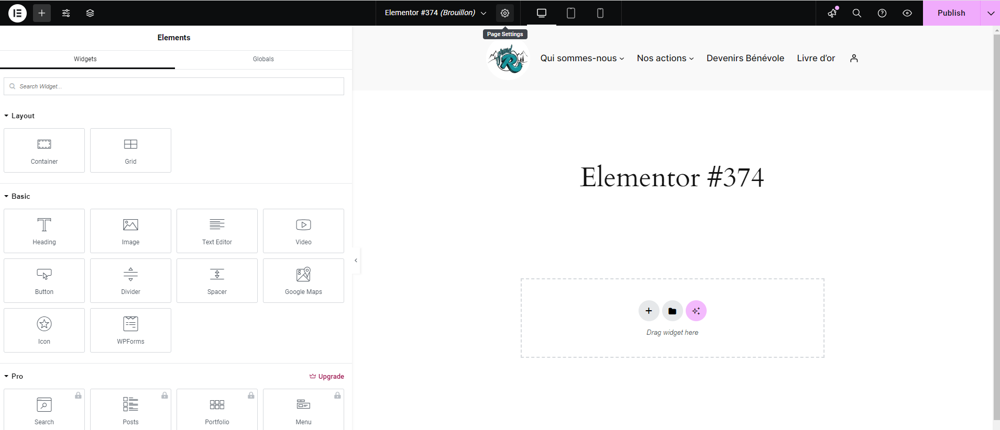 Elementor #374 (Brouillon)
Publish
Page Settings
Elements
Widgets
Globals
Search Widget...
Layout
Container
Grid
Basic
Heading
Image
Text Editor
Video
Button
Divider
Spacer
Google Maps
Icon
WPForms
Pro
Upgrade
Search
Posts
Portfolio
Menu
Grand R
Qui sommes-nous
Nos actions
Devenirs Bénévole
Livre d’or
Elementor #374
Drag widget here